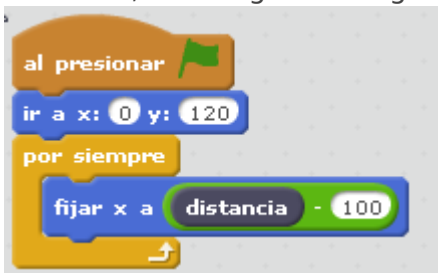 al presionar
ir a x: 0 y: 120
por siempre
fijar x a distancia - 100